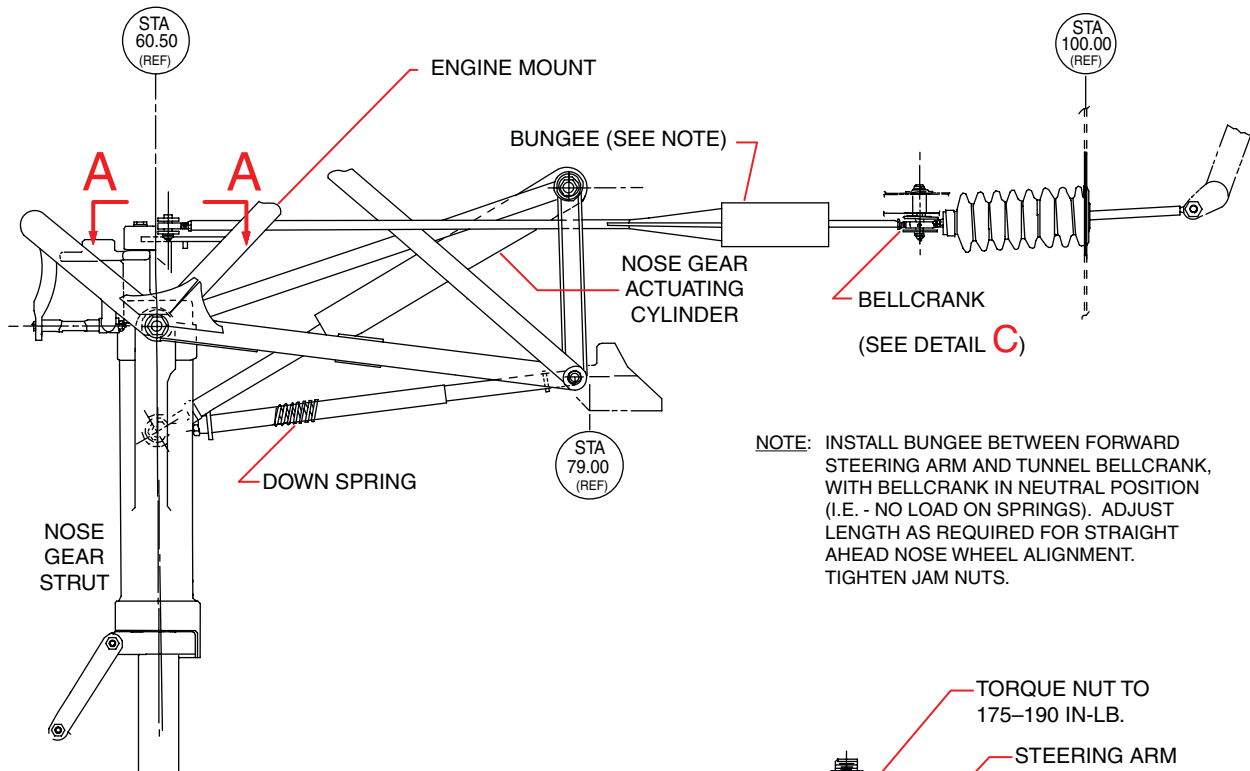 STA
60.50
(REF)
STA
100.00
(REF)
ENGINE MOUNT
BUNGEE (SEE NOTE)
A
A
NOSE GEAR
ACTUATING
CYLINDER
BELLCRANK
(SEE DETAIL C)
DOWN SPRING
STA
79.00
(REF)
NOTE: INSTALL BUNGEE BETWEEN FORWARD
STEERING ARM AND TUNNEL BELLCRANK,
WITH BELLCRANK IN NEUTRAL POSITION
(I.E. - NO LOAD ON SPRINGS). ADJUST
LENGTH AS REQUIRED FOR STRAIGHT
AHEAD NOSE WHEEL ALIGNMENT.
TIGHTEN JAM NUTS.
NOSE
GEAR
STRUT
TORQUE NUT TO
175–190 IN-LB.
STEERING ARM